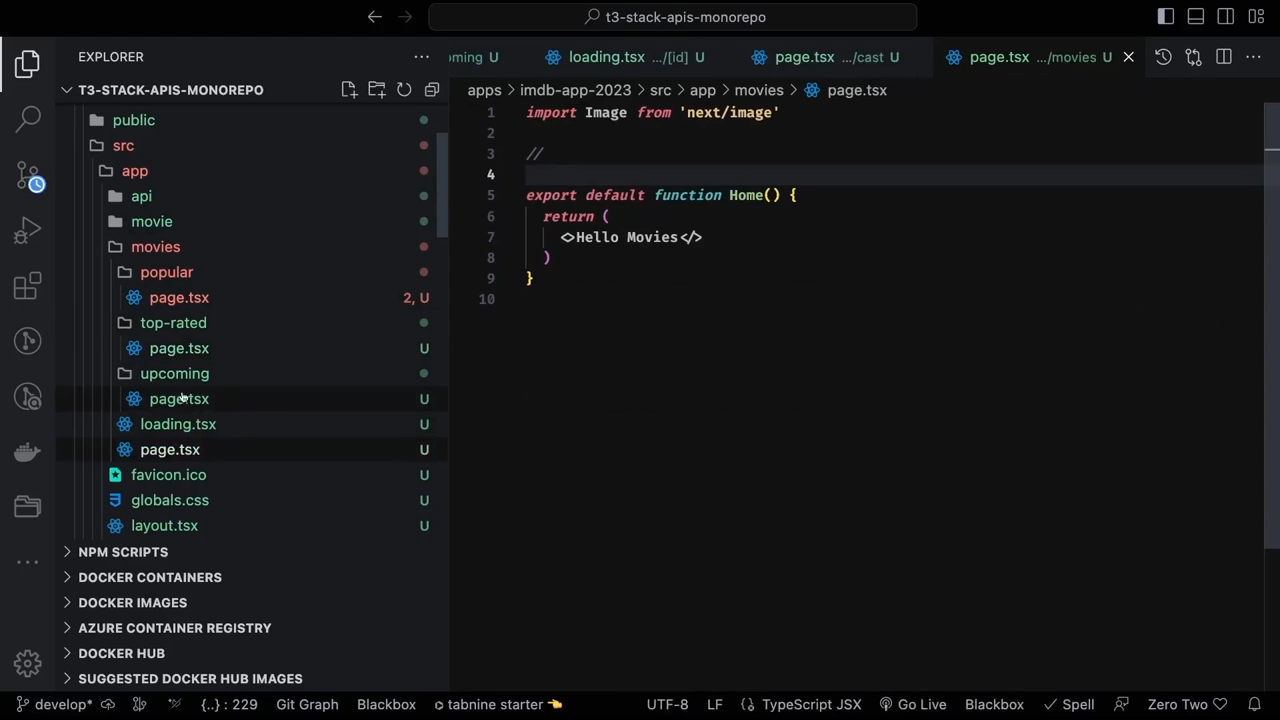 t3-stack-apis-monorepo
EXPLORER
T3-STACK-APIS-MONOREPO
public
src
app
api
movie
movies
popular
page.tsx 2, U
top-rated
page.tsx U
upcoming
page.tsx U
loading.tsx U
page.tsx U
favicon.ico U
globals.css U
layout.tsx U
NPM SCRIPTS
DOCKER CONTAINERS
DOCKER IMAGES
AZURE CONTAINER REGISTRY
DOCKER HUB
SUGGESTED DOCKER HUB IMAGES
oming U loading.tsx .../[id] U page.tsx .../cast U page.tsx .../movies U
apps > imdb-app-2023 > src > app > movies > page.tsx
1 import Image from 'next/image'
2
3 //
4
5 export default function Home() {
6 return (
7 <>Hello Movies</>
8 )
9 }
10
develop* {..} : 229 Git Graph Blackbox tabnine starter 👈 UTF-8 LF TypeScript JSX Go Live Blackbox Spell Zero Two